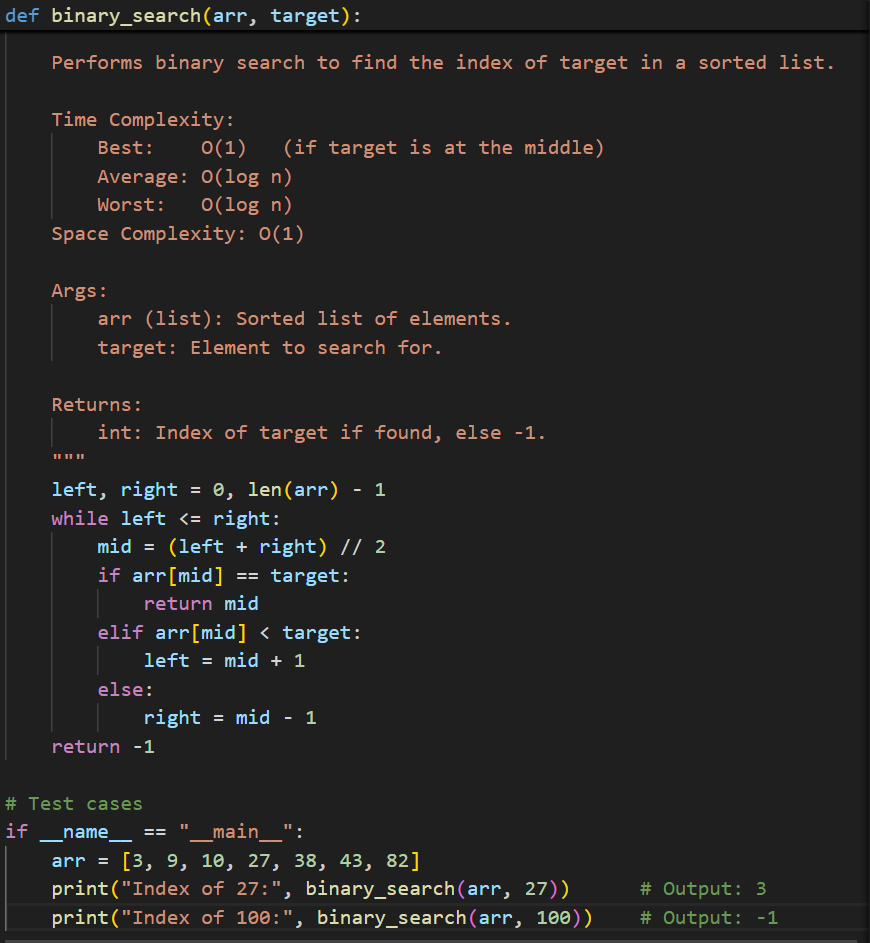 def binary_search(arr, target):
    Performs binary search to find the index of target in a sorted list.

    Time Complexity:
        Best:    O(1)   (if target is at the middle)
        Average: O(log n)
        Worst:   O(log n)
    Space Complexity: O(1)

    Args:
        arr (list): Sorted list of elements.
        target: Element to search for.

    Returns:
        int: Index of target if found, else -1.
    """
    left, right = 0, len(arr) - 1
    while left <= right:
        mid = (left + right) // 2
        if arr[mid] == target:
            return mid
        elif arr[mid] < target:
            left = mid + 1
        else:
            right = mid - 1
    return -1

# Test cases
if __name__ == "__main__":
    arr = [3, 9, 10, 27, 38, 43, 82]
    print("Index of 27:", binary_search(arr, 27))      # Output: 3
    print("Index of 100:", binary_search(arr, 100))    # Output: -1